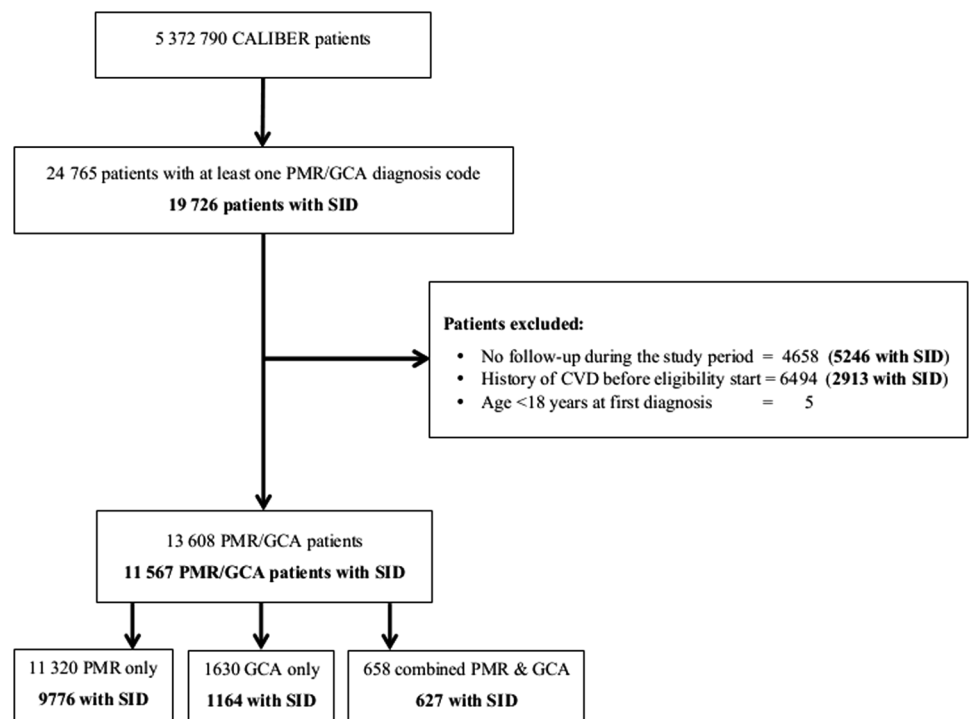 5 372 790 CALIBER patients
24 765 patients with at least one PMR/GCA diagnosis code
19 726 patients with SID
Patients excluded:
• No follow-up during the study period = 4658 (5246 with SID)
• History of CVD before eligibility start = 6494 (2913 with SID)
• Age <18 years at first diagnosis = 5
13 608 PMR/GCA patients
11 567 PMR/GCA patients with SID
11 320 PMR only
9776 with SID
1630 GCA only
1164 with SID
658 combined PMR & GCA
627 with SID